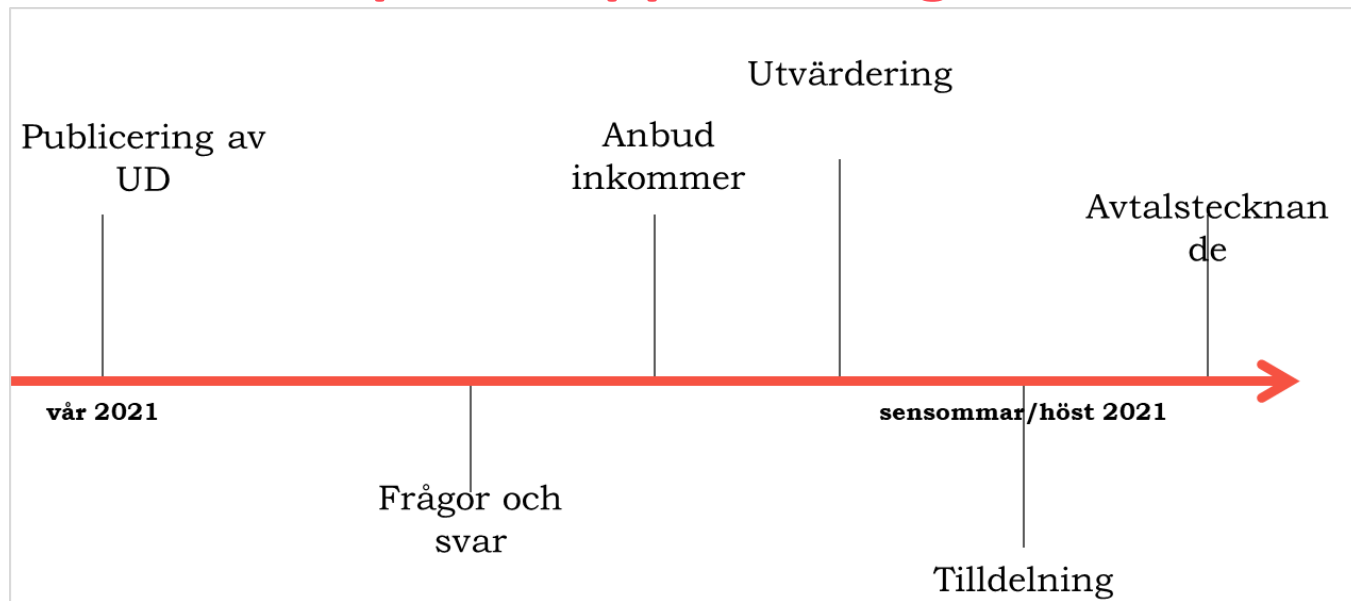 Utvärdering
Publicering av
UD
Anbud
inkommer
Avtalstecknan
de
vår 2021
sensommar/höst 2021
Frågor och
svar
Tilldelning